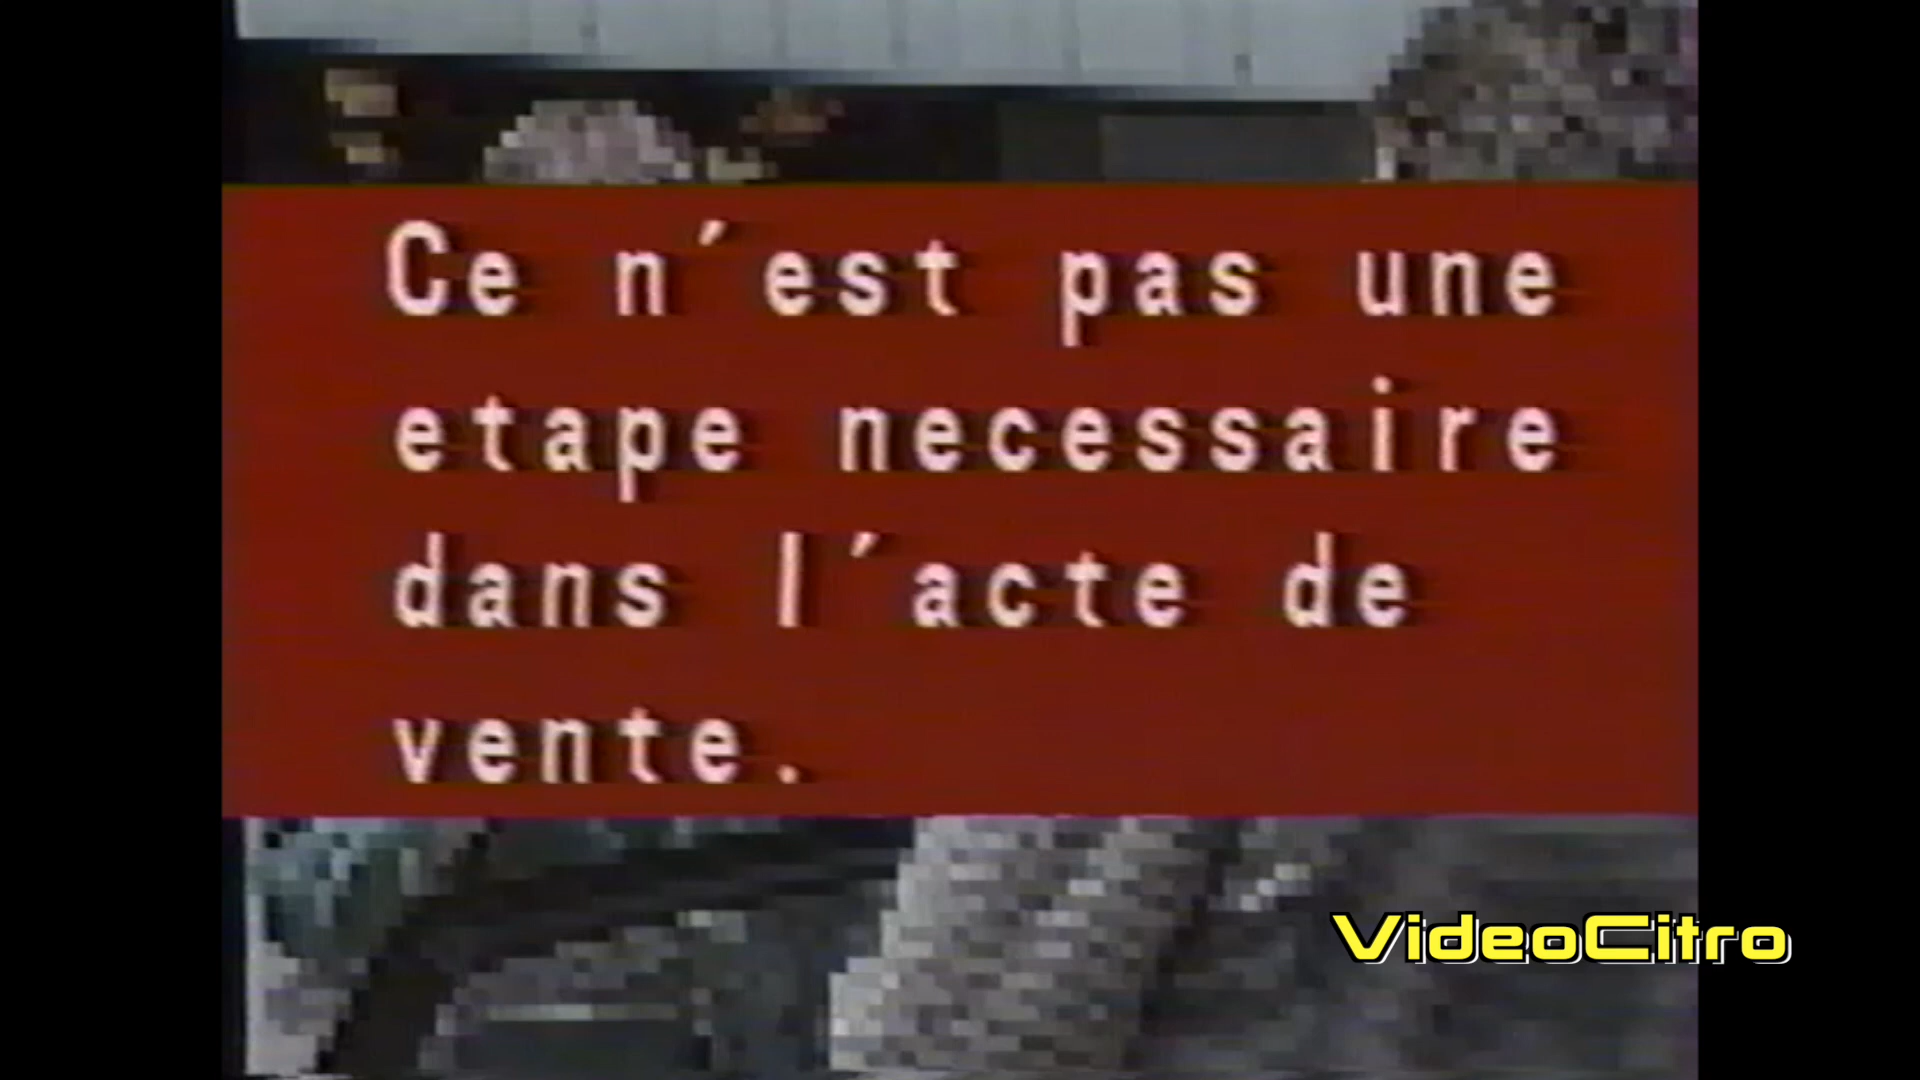 Ce n'est pas une
etape necessaire
dans l'acte de
vente.
VideoCitro